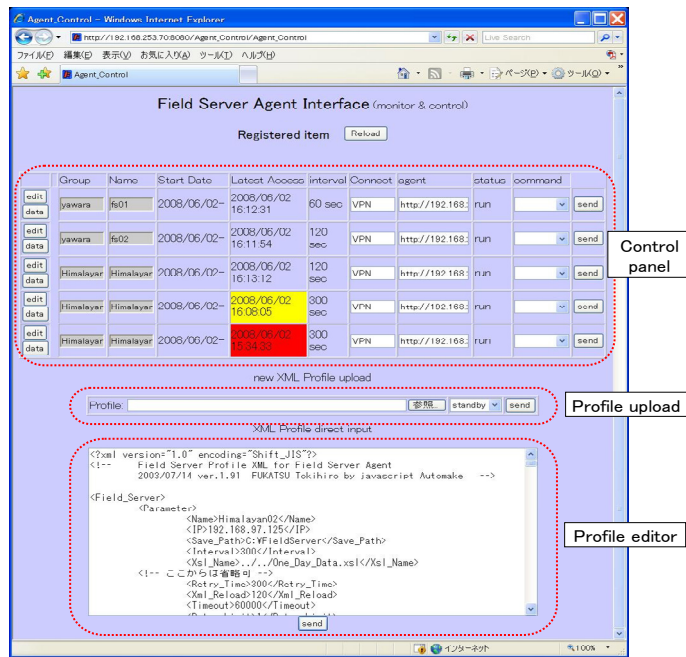 Agent_Control - Windows Internet Explorer
http://192.168.253.70:8080/Agent_Control/Agent_Control
Live Search
ファイル(F) 編集(E) 表示(V) お気に入り(A) ツール(T) ヘルプ(H)
Agent_Control
ページ(P) ツール(O)
Field Server Agent Interface (monitor & control)
Registered item Reload
Group Name Start Date Latest Access interval Connect agent status command
edit data yawara fs01 2008/06/02- 2008/06/02 16:12:31 60 sec VPN http://192.168: run send
edit data yawara fs02 2008/06/02- 2008/06/02 16:11:54 120 sec VPN http://192.168: run send
edit data Himalayar Himalayar 2008/06/02- 2008/06/02 16:13:12 120 sec VPN http://192.168: run send
edit data Himalayar Himalayar 2008/06/02- 2008/06/02 16:08:05 300 sec VPN http://192.168: run send
edit data Himalayar Himalayar 2008/06/02- 2008/06/02 15:34:33 300 sec VPN http://192.168: run send
Control
panel
new XML Profile upload
Profile: 参照... standby send
Profile upload
XML Profile direct input
<?xml version="1.0" encoding="Shift_JIS"?>
<!-- Field Server Profile XML for Field Server Agent
2003/07/14 ver.1.91 FUKATSU Tokihiro by javascript Automake -->
<Field_Server>
<Parameter>
<Name>Himalayan02</Name>
<IP>192.168.97.125</IP>
<Save_Path>C:¥FieldServer</Save_Path>
<Interval>300</Interval>
<Xsl_Name>../../One_Day_Data.xsl</Xsl_Name>
<!-- ここからは省略可 -->
<Retry_Time>300</Retry_Time>
<Xml_Reload>120</Xml_Reload>
<Timeout>60000</Timeout>
Profile editor
send
インターネット 100%